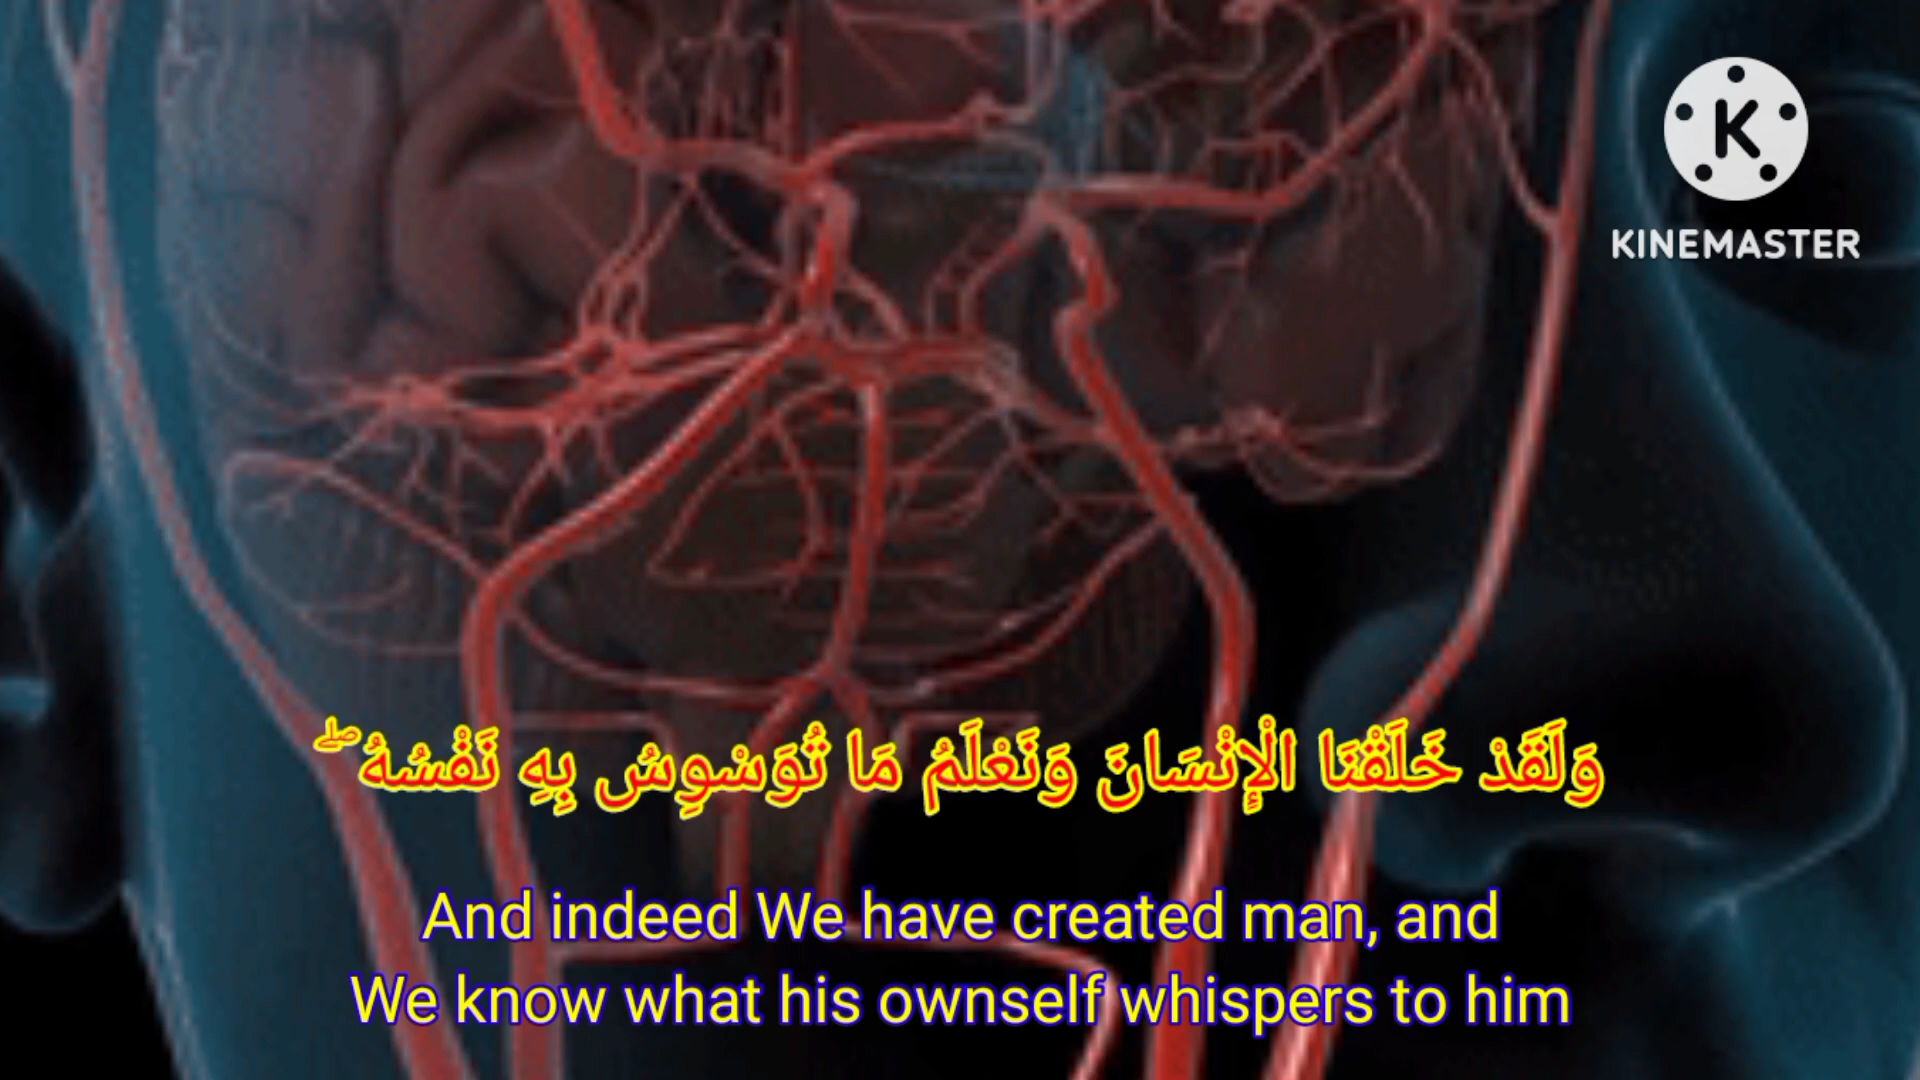 KINEMASTER
وَلَقَدْ خَلَقْنَا الْإِنْسَانَ وَنَعْلَمُ مَا تُوَسْوِسُ بِهِ نَفْسُهُ ۖ
And indeed We have created man, and
We know what his ownself whispers to him